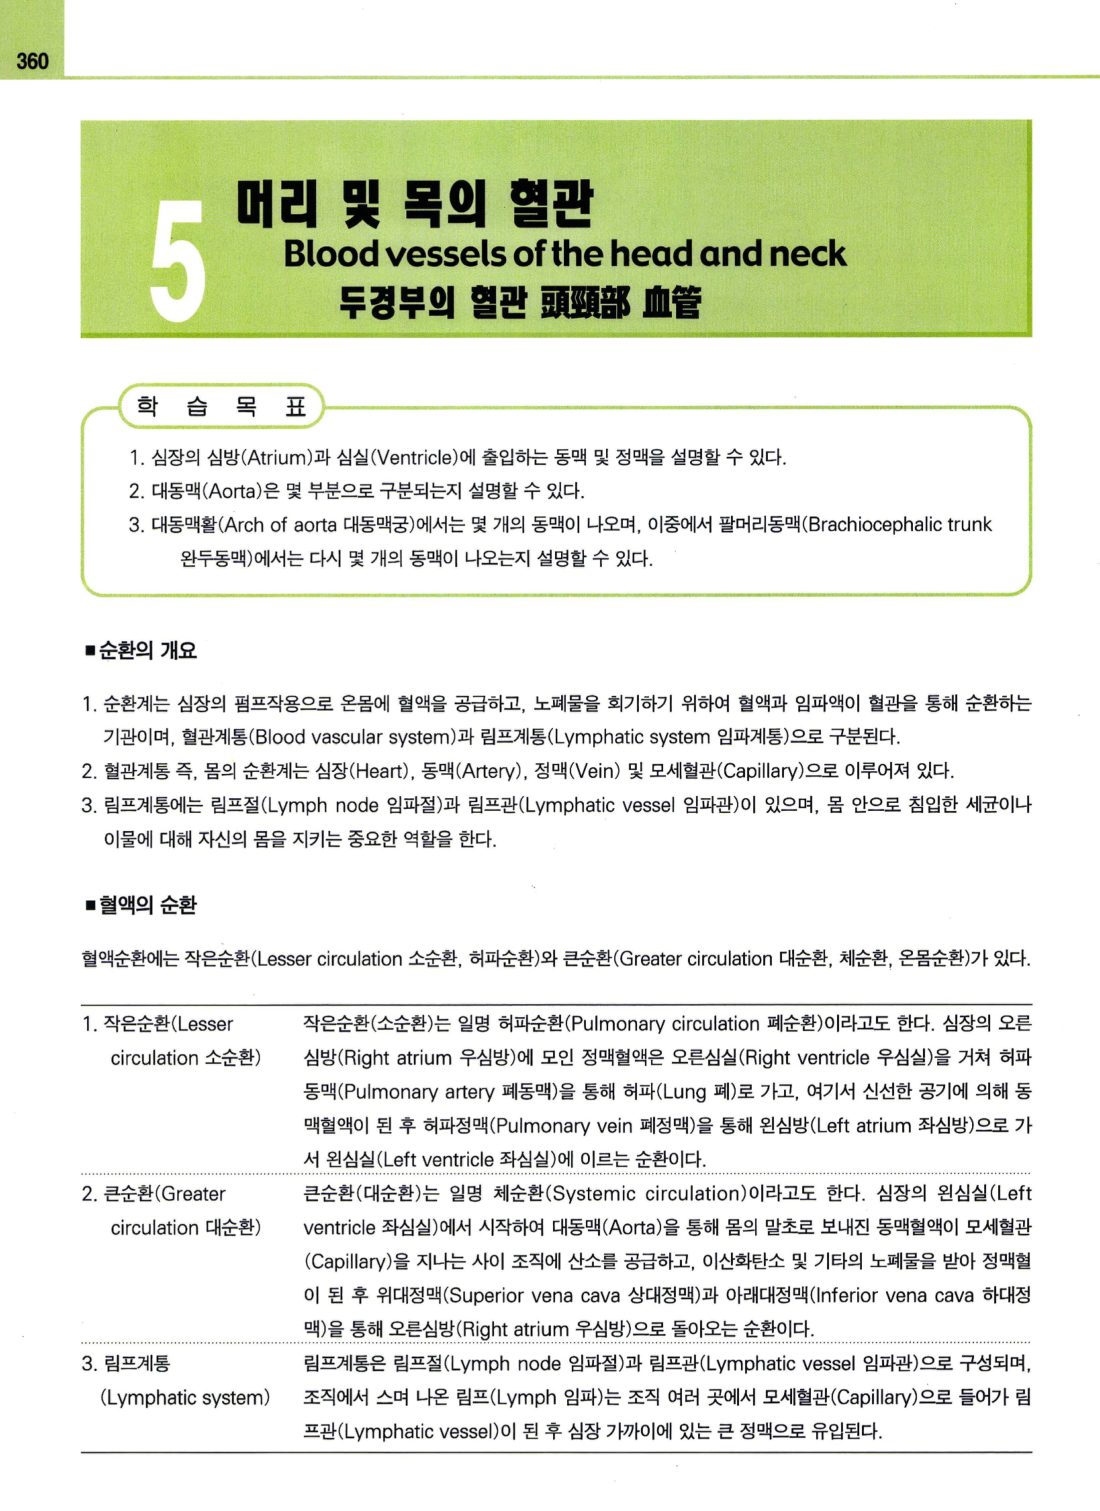 360
5
머리 및 목의 혈관
Blood vessels of the head and neck
두경부의 혈관 頭頸部 血管
학 습 목 표
1. 심장의 심방(Atrium)과 심실(Ventricle)에 출입하는 동맥 및 정맥을 설명할 수 있다.
2. 대동맥(Aorta)은 몇 부분으로 구분되는지 설명할 수 있다.
3. 대동맥활(Arch of aorta 대동맥궁)에서는 몇 개의 동맥이 나오며, 이중에서 팔머리동맥(Brachiocephalic trunk
완두동맥)에서는 다시 몇 개의 동맥이 나오는지 설명할 수 있다.
■ 순환의 개요
1. 순환계는 심장의 펌프작용으로 온몸에 혈액을 공급하고, 노폐물을 회기하기 위하여 혈액과 임파액이 혈관을 통해 순환하는
기관이며, 혈관계통(Blood vascular system)과 림프계통(Lymphatic system 임파계통)으로 구분된다.
2. 혈관계통 즉, 몸의 순환계는 심장(Heart), 동맥(Artery), 정맥(Vein) 및 모세혈관(Capillary)으로 이루어져 있다.
3. 림프계통에는 림프절(Lymph node 임파절)과 림프관(Lymphatic vessel 임파관)이 있으며, 몸 안으로 침입한 세균이나
이물에 대해 자신의 몸을 지키는 중요한 역할을 한다.
■ 혈액의 순환
혈액순환에는 작은순환(Lesser circulation 소순환, 허파순환)와 큰순환(Greater circulation 대순환, 체순환, 온몸순환)가 있다.
1. 작은순환(Lesser
circulation 소순환)
작은순환(소순환)는 일명 허파순환(Pulmonary circulation 폐순환)이라고도 한다. 심장의 오른
심방(Right atrium 우심방)에 모인 정맥혈액은 오른심실(Right ventricle 우심실)을 거쳐 허파
동맥(Pulmonary artery 폐동맥)을 통해 허파(Lung 폐)로 가고, 여기서 신선한 공기에 의해 동
맥혈액이 된 후 허파정맥(Pulmonary vein 폐정맥)을 통해 왼심방(Left atrium 좌심방)으로 가
서 왼심실(Left ventricle 좌심실)에 이르는 순환이다.
2. 큰순환(Greater
circulation 대순환)
큰순환(대순환)는 일명 체순환(Systemic circulation)이라고도 한다. 심장의 왼심실(Left
ventricle 좌심실)에서 시작하여 대동맥(Aorta)을 통해 몸의 말초로 보내진 동맥혈액이 모세혈관
(Capillary)을 지나는 사이 조직에 산소를 공급하고, 이산화탄소 및 기타의 노폐물을 받아 정맥혈
이 된 후 위대정맥(Superior vena cava 상대정맥)과 아래대정맥(Inferior vena cava 하대정
맥)을 통해 오른심방(Right atrium 우심방)으로 돌아오는 순환이다.
3. 림프계통
(Lymphatic system)
림프계통은 림프절(Lymph node 임파절)과 림프관(Lymphatic vessel 임파관)으로 구성되며,
조직에서 스며 나온 림프(Lymph 임파)는 조직 여러 곳에서 모세혈관(Capillary)으로 들어가 림
프관(Lymphatic vessel)이 된 후 심장 가까이에 있는 큰 정맥으로 유입된다.